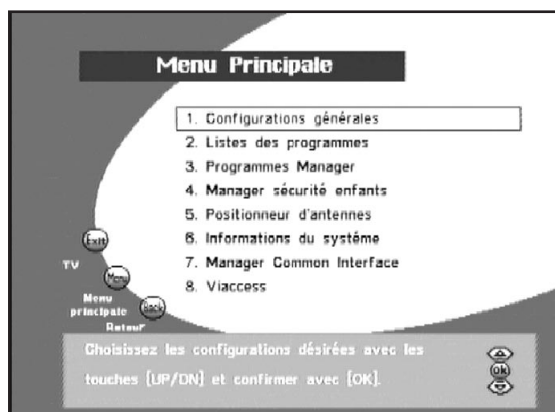 Menu Principale
1. Configurations générales
2. Listes des programmes
3. Programmes Manager
4. Manager sécurité enfants
5. Positionneur d'antennes
6. Informations du systéme
7. Manager Common Interface
8. Viaccess
Exit
TV
Menu
Menu
principale
Back
Retour
Choisissez les configurations désirées avec les
touches [UP/DN] et confirmer avec [OK].
Ok